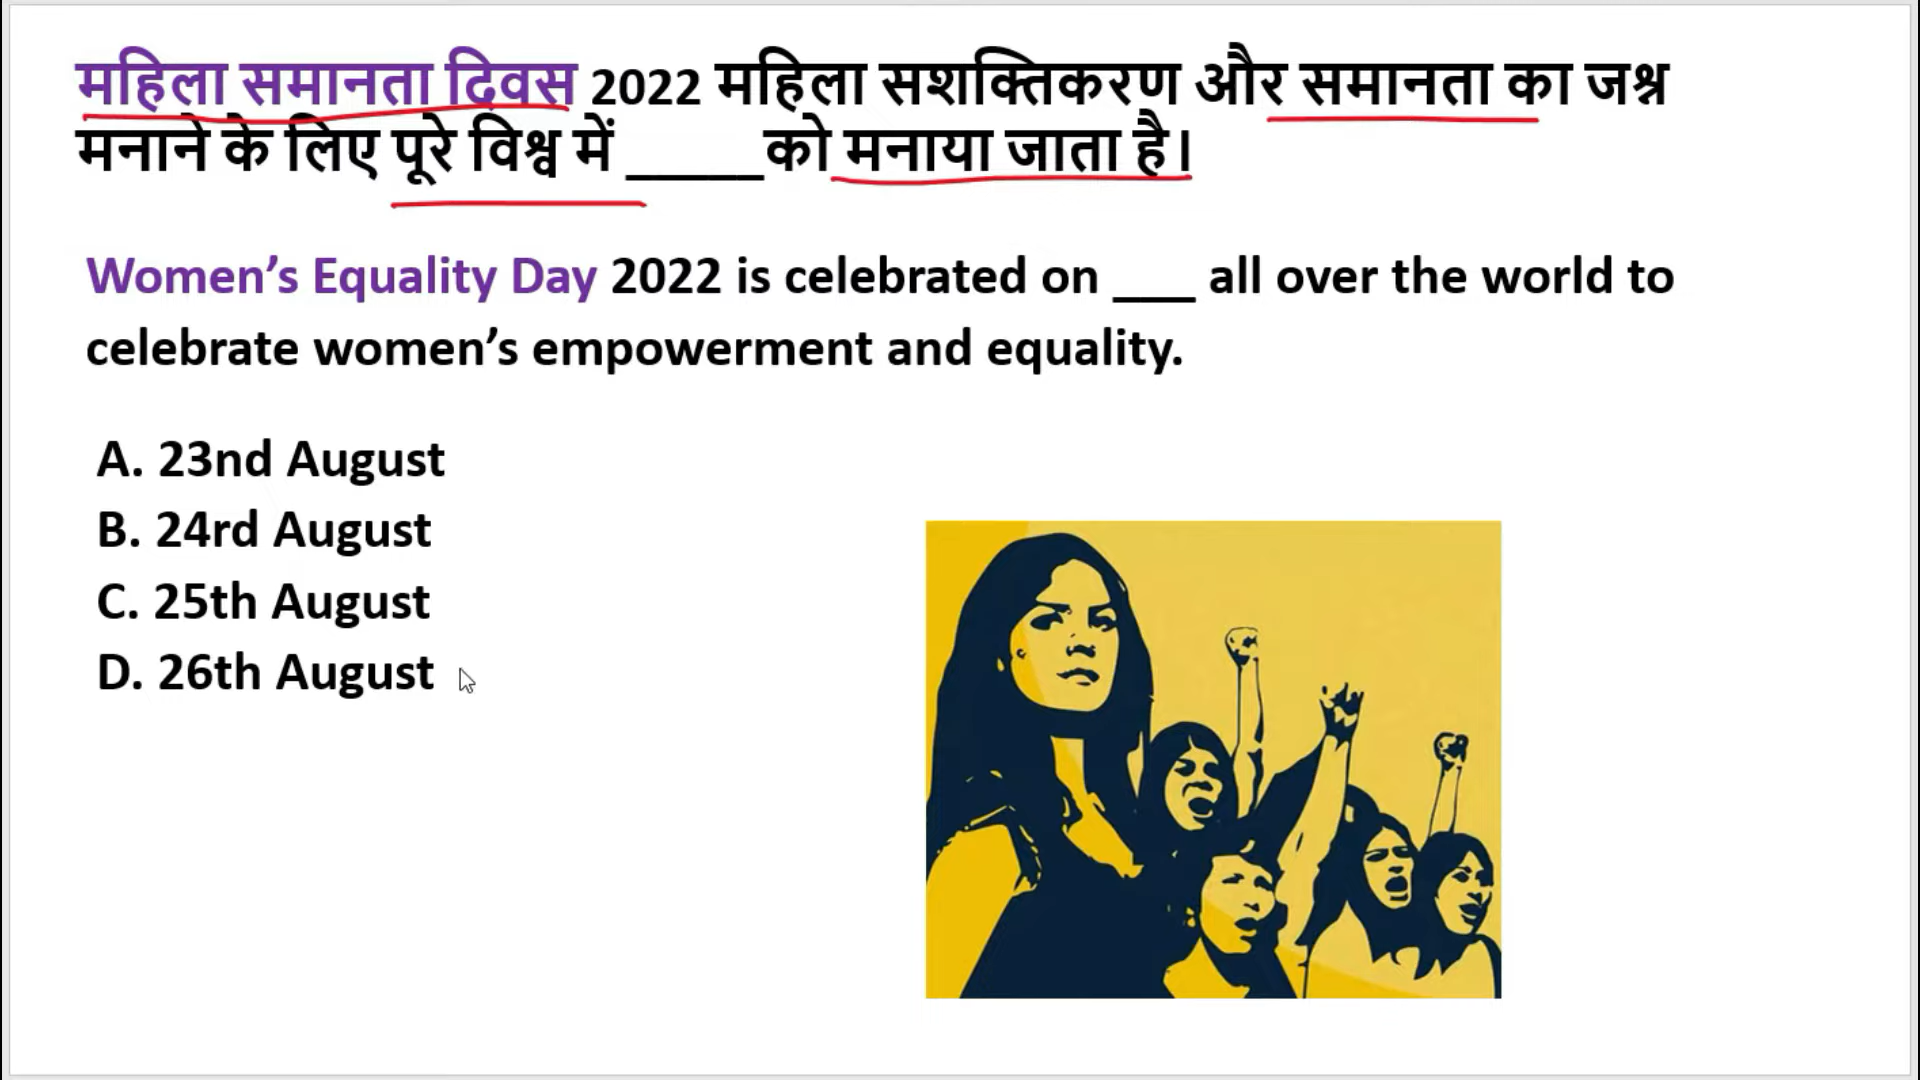 महिला समानता दिवस 2022 महिला सशक्तिकरण और समानता का जश्न
मनाने के लिए पूरे विश्व में _____को मनाया जाता है।
Women’s Equality Day 2022 is celebrated on ___ all over the world to
celebrate women’s empowerment and equality.
A. 23nd August
B. 24rd August
C. 25th August
D. 26th August